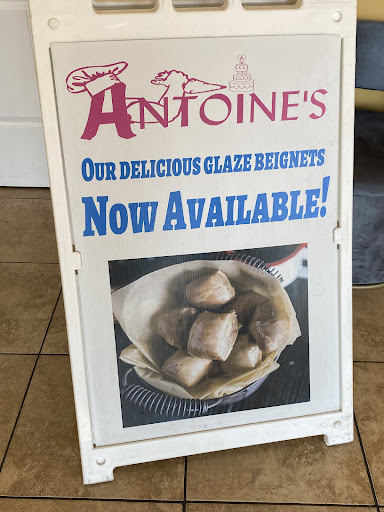 ANTOINE'S
OUR DELICIOUS GLAZE BEIGNETS
NOW AVAILABLE!